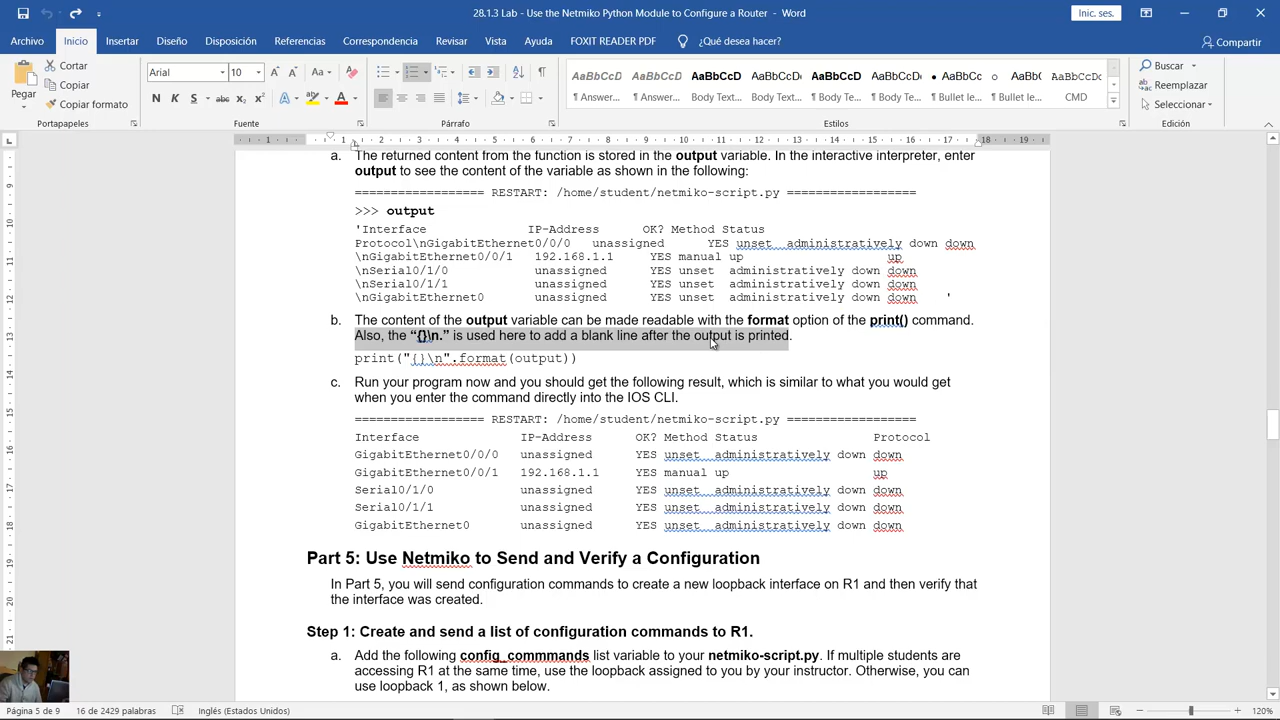 28.1.3 Lab - Use the Netmiko Python Module to Configure a Router - Word
Inic. ses.
Archivo Inicio Insertar Diseño Disposición Referencias Correspondencia Revisar Vista Ayuda FOXIT READER PDF ¿Qué desea hacer? Compartir
Pegar
Cortar
Copiar
Copiar formato
Portapapeles
Arial 10
Fuente
Párrafo
AaBbCcD AaBbCcD AaBbCcD AaBbCcD AaBbCcD AaBbCcD AaBbCcI AaBbC AaBbCcD
¶ Answer... ¶ Answer... Body Text... ¶ Body Text... ¶ Body Te... ¶ Body Te... ¶ Bullet le... ¶ Bullet le... CMD
Estilos
Buscar
Reemplazar
Seleccionar
Edición
a. The returned content from the function is stored in the output variable. In the interactive interpreter, enter
output to see the content of the variable as shown in the following:
================== RESTART: /home/student/netmiko-script.py ==================
>>> output
'Interface IP-Address OK? Method Status
Protocol\nGigabitEthernet0/0/0 unassigned YES unset administratively down down
\nGigabitEthernet0/0/1 192.168.1.1 YES manual up up
\nSerial0/1/0 unassigned YES unset administratively down down
\nSerial0/1/1 unassigned YES unset administratively down down
\nGigabitEthernet0 unassigned YES unset administratively down down '
b. The content of the output variable can be made readable with the format option of the print() command.
Also, the “{}\n.” is used here to add a blank line after the output is printed.
print("{}\n".format(output))
c. Run your program now and you should get the following result, which is similar to what you would get
when you enter the command directly into the IOS CLI.
================== RESTART: /home/student/netmiko-script.py ==================
Interface IP-Address OK? Method Status Protocol
GigabitEthernet0/0/0 unassigned YES unset administratively down down
GigabitEthernet0/0/1 192.168.1.1 YES manual up up
Serial0/1/0 unassigned YES unset administratively down down
Serial0/1/1 unassigned YES unset administratively down down
GigabitEthernet0 unassigned YES unset administratively down down
Part 5: Use Netmiko to Send and Verify a Configuration
In Part 5, you will send configuration commands to create a new loopback interface on R1 and then verify that
the interface was created.
Step 1: Create and send a list of configuration commands to R1.
a. Add the following config_commmands list variable to your netmiko-script.py. If multiple students are
accessing R1 at the same time, use the loopback assigned to you by your instructor. Otherwise, you can
use loopback 1, as shown below.
Página 5 de 9 16 de 2429 palabras Inglés (Estados Unidos) 120%